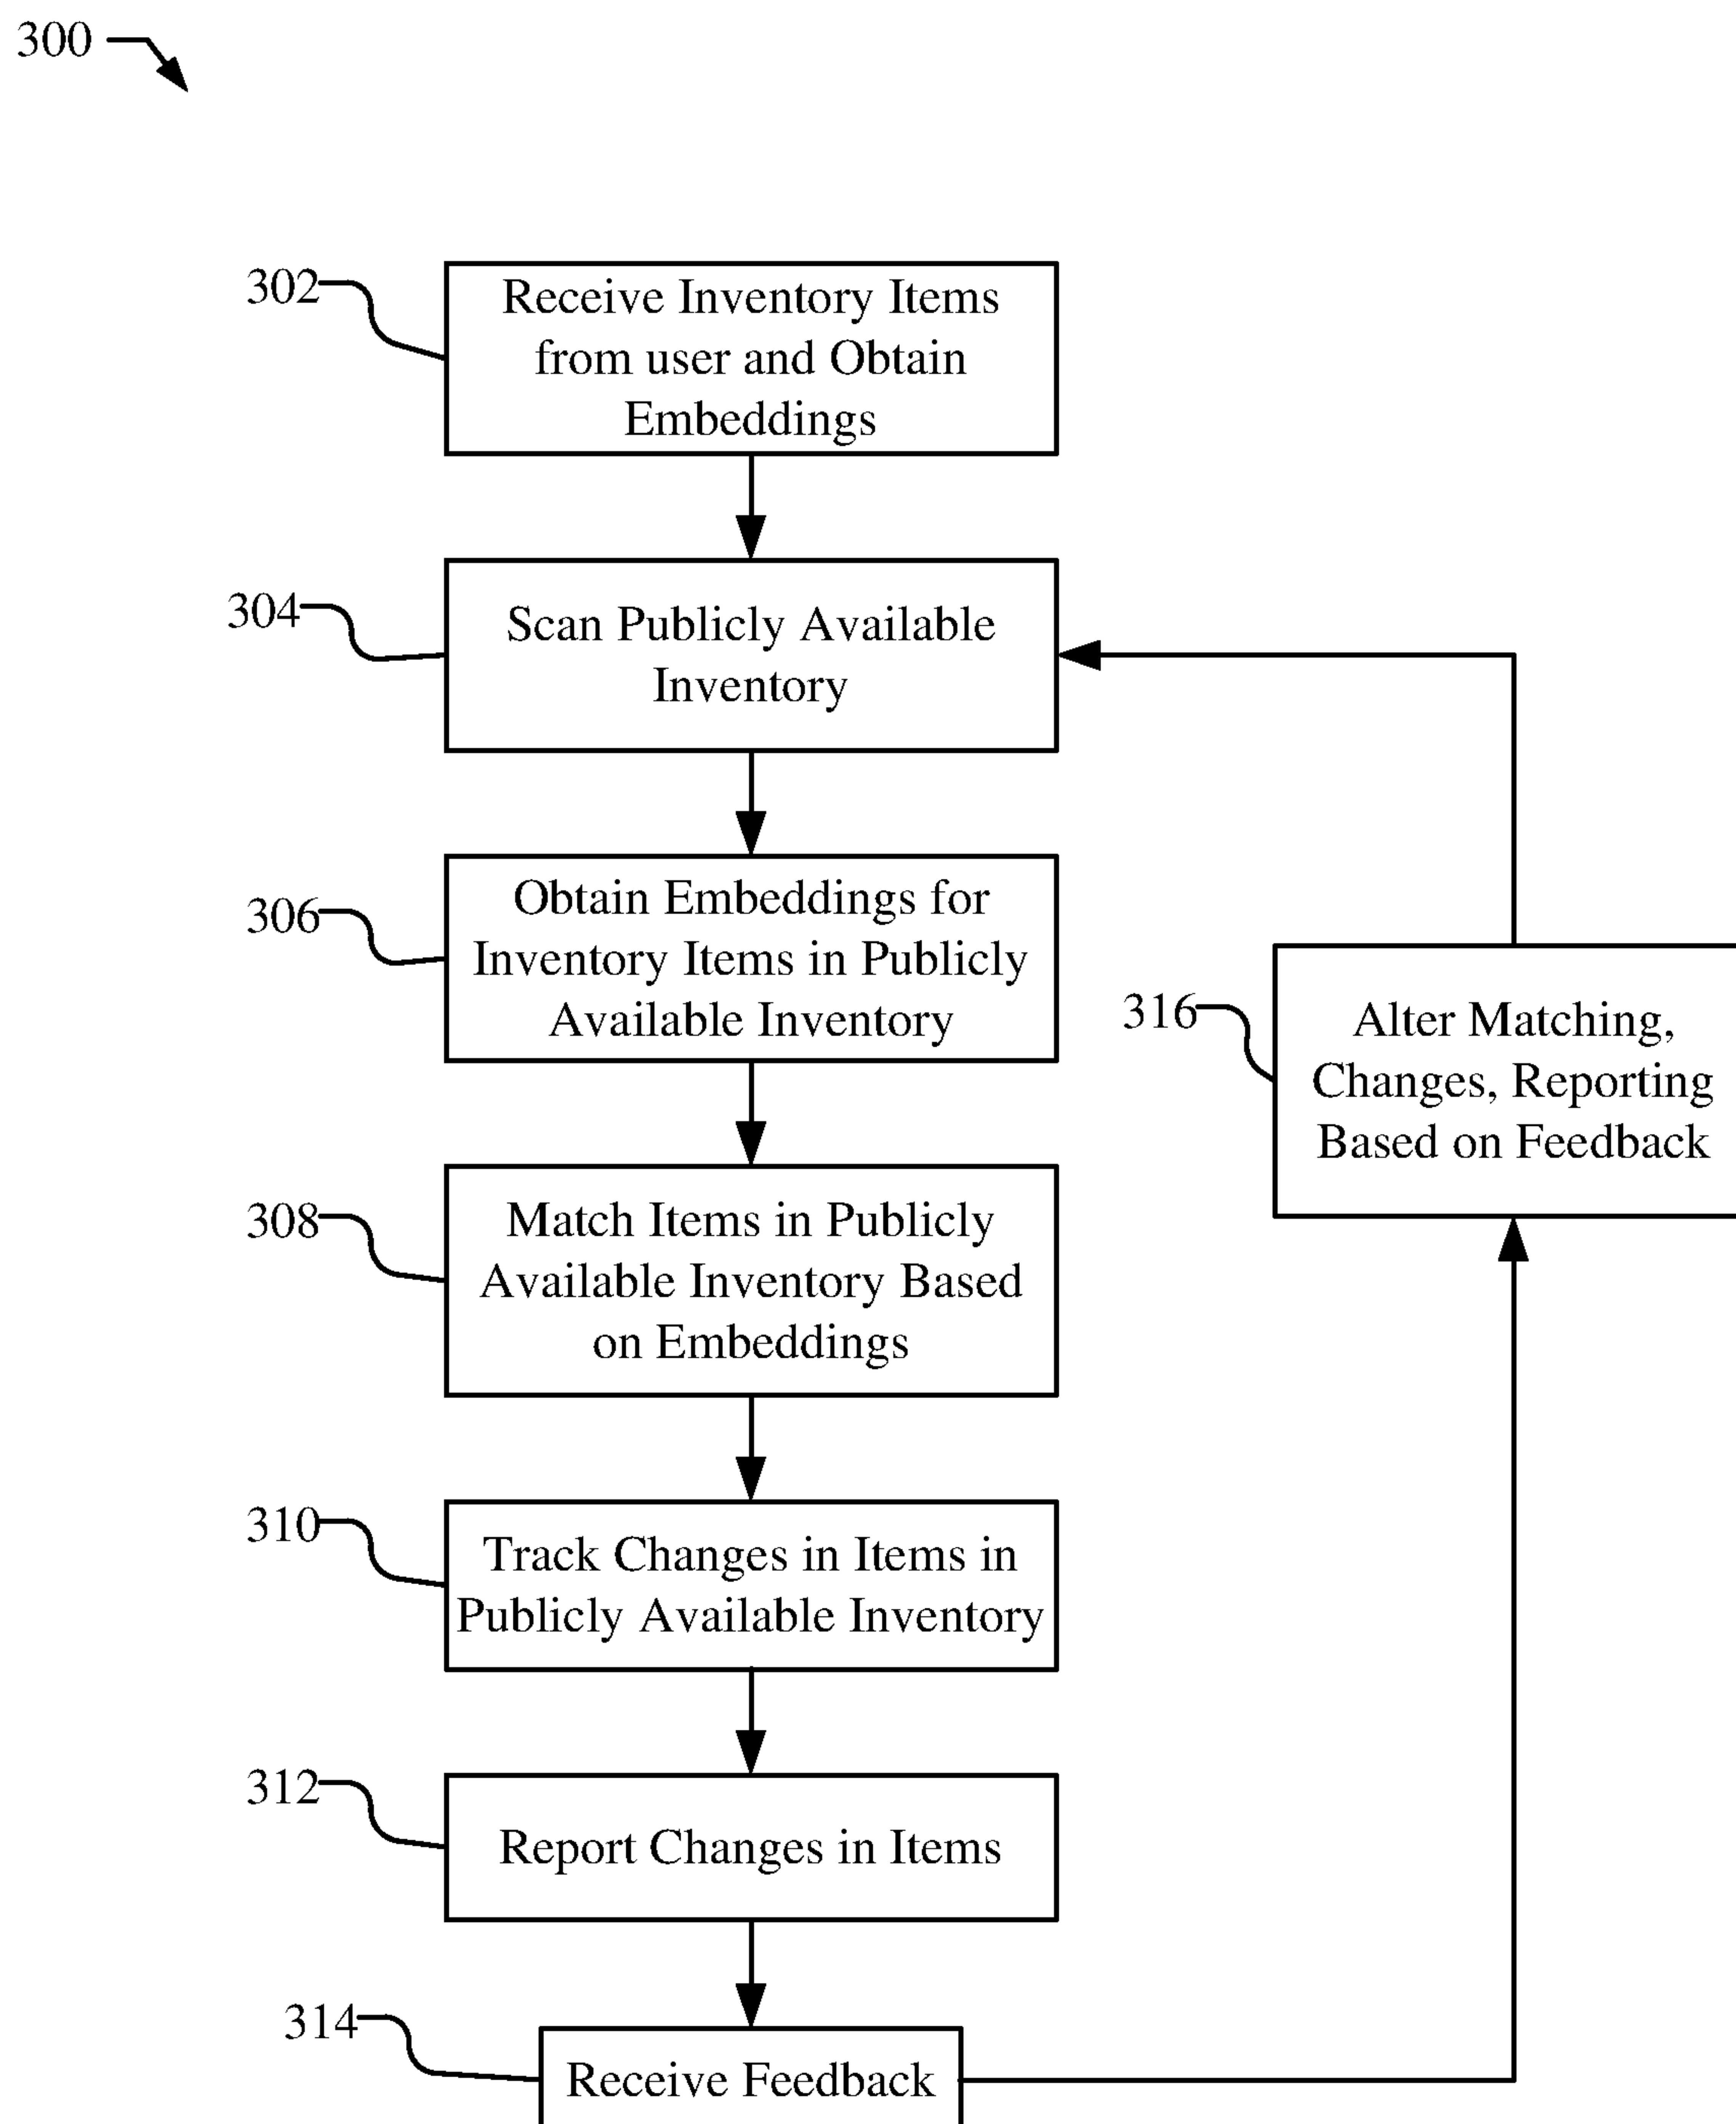 300
302
Receive Inventory Items
from user and Obtain
Embeddings
304
Scan Publicly Available
Inventory
306
Obtain Embeddings for
Inventory Items in Publicly
Available Inventory
316
Alter Matching,
Changes, Reporting
Based on Feedback
308
Match Items in Publicly
Available Inventory Based
on Embeddings
310
Track Changes in Items in
Publicly Available Inventory
312
Report Changes in Items
314
Receive Feedback